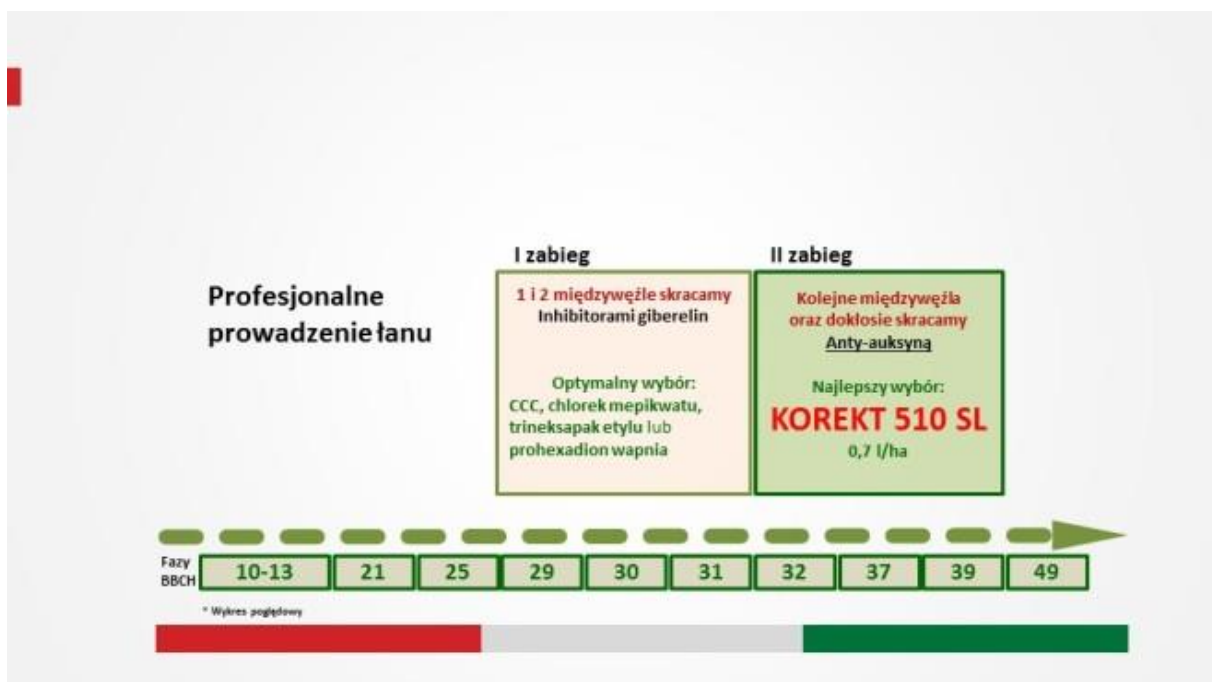 Profesjonalne
prowadzenie łanu
I zabieg
1 i 2 międzywęźle skracamy
Inhibitorami giberelin
Optymalny wybór:
CCC, chlorek mepikwatu,
trineksapak etylu lub
prohexadion wapnia
II zabieg
Kolejne międzywęźla
oraz dokłosie skracamy
Anty-auksyną
Najlepszy wybór:
KOREKT 510 SL
0,7 l/ha
Fazy
BBCH
10-13 21 25 29 30 31 32 37 39 49
* Wykres poglądowy